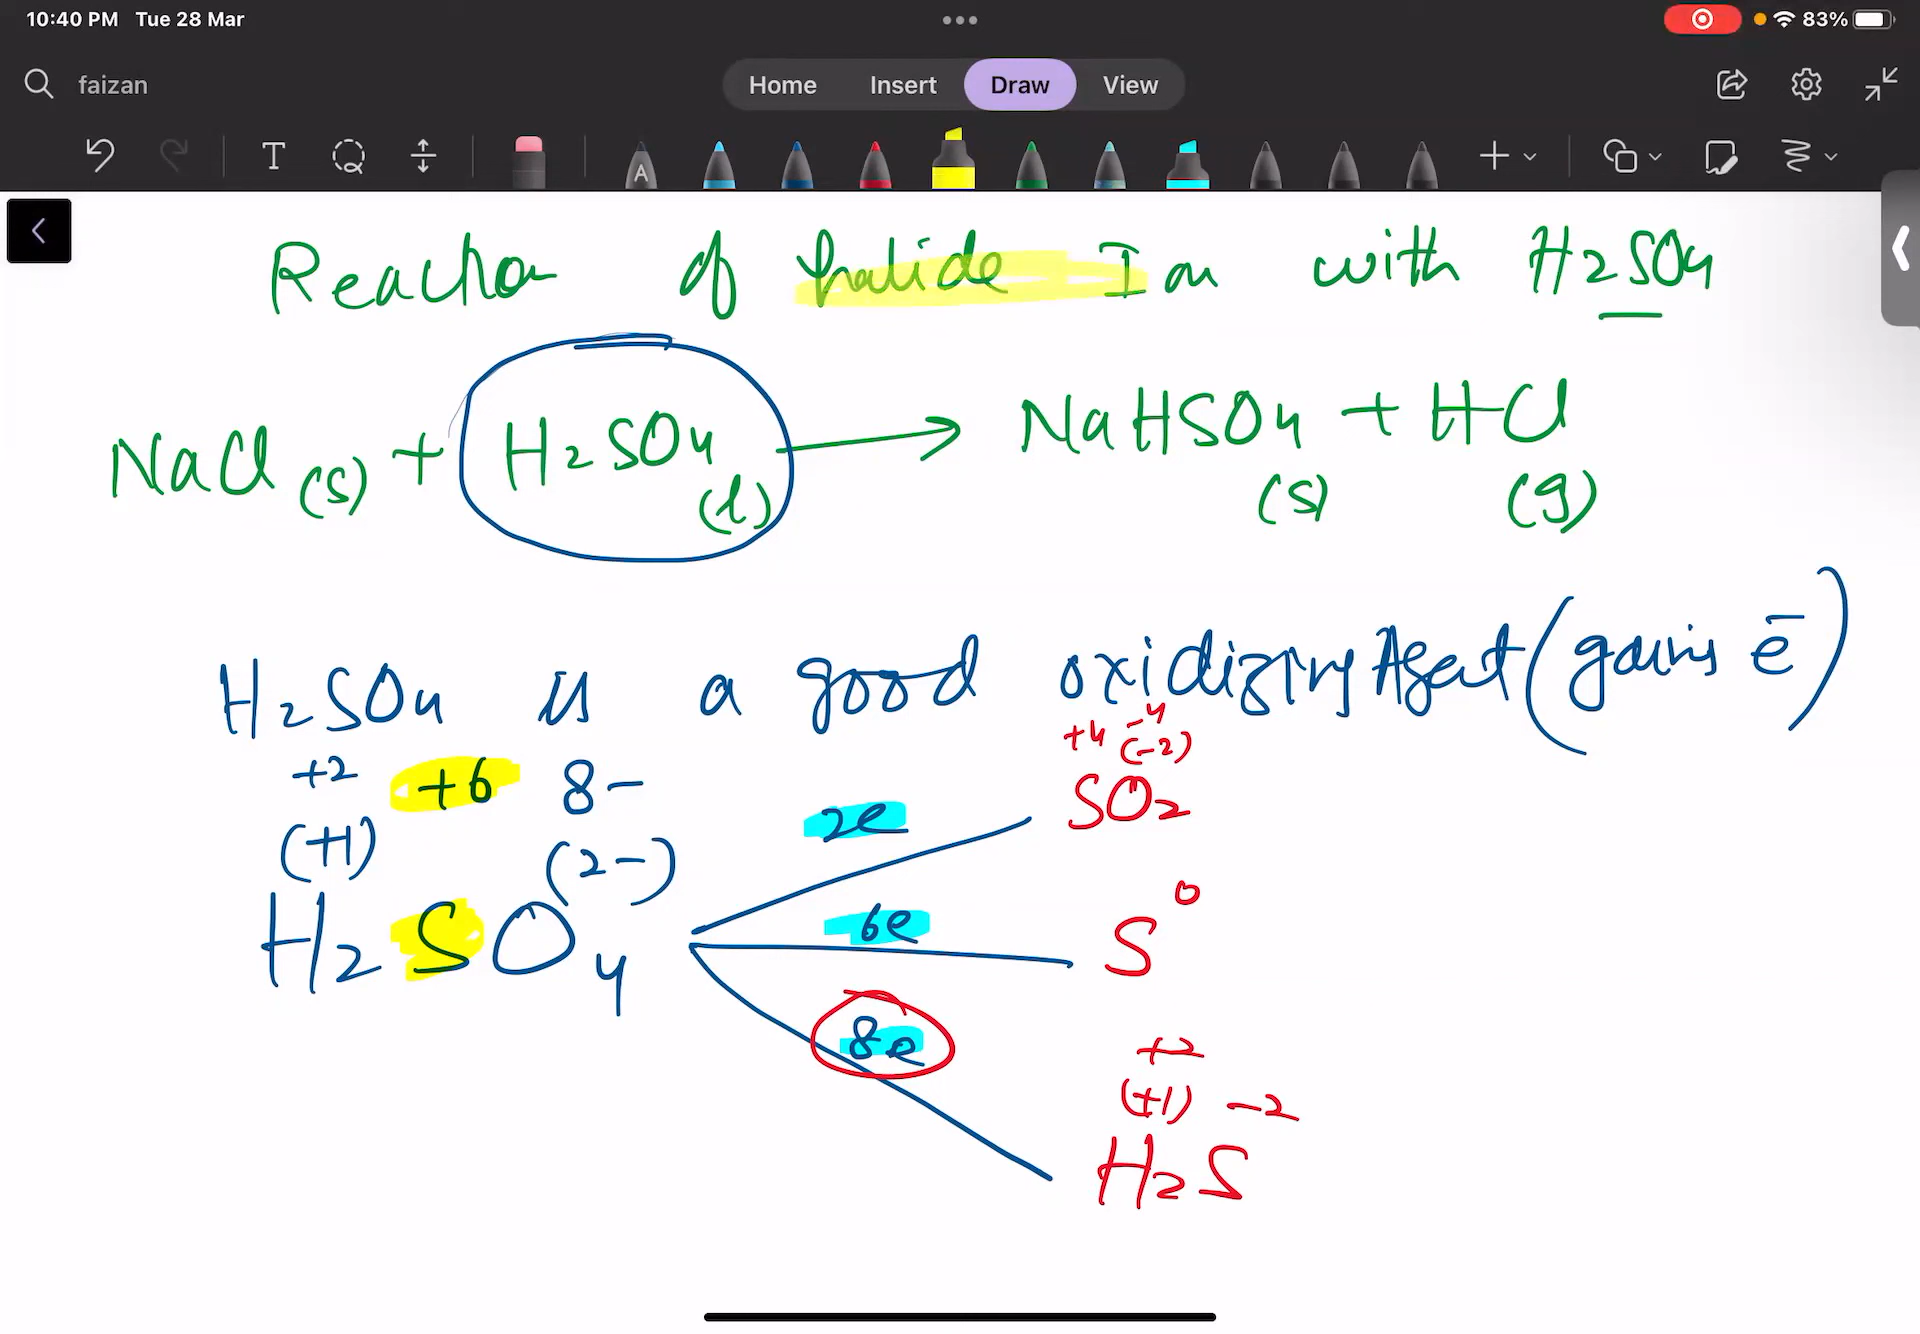 10:40 PM Tue 28 Mar
83%
faizan
Home Insert Draw View
T
A
Reaction of halide Ion with H2SO4
NaCl (s) + H2SO4 (l) → NaHSO4 (s) + HCl (g)
H2SO4 is a good oxidizing Agent (gains e̅)
+2 +6 8-
(+1) (2-)
H2SO4
2e
+4 -4
(-2)
SO2
6e
S⁰
8e
+2
(+1) -2
H2S